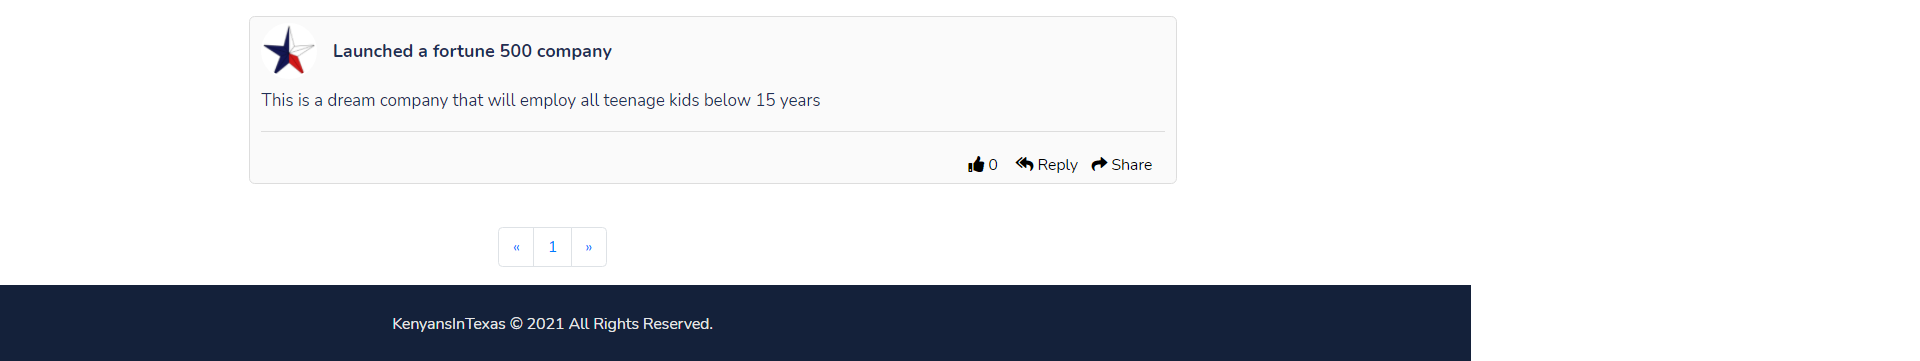 Launched a fortune 500 company
This is a dream company that will employ all teenage kids below 15 years
0 Reply Share
« 1 »
KenyansInTexas © 2021 All Rights Reserved.